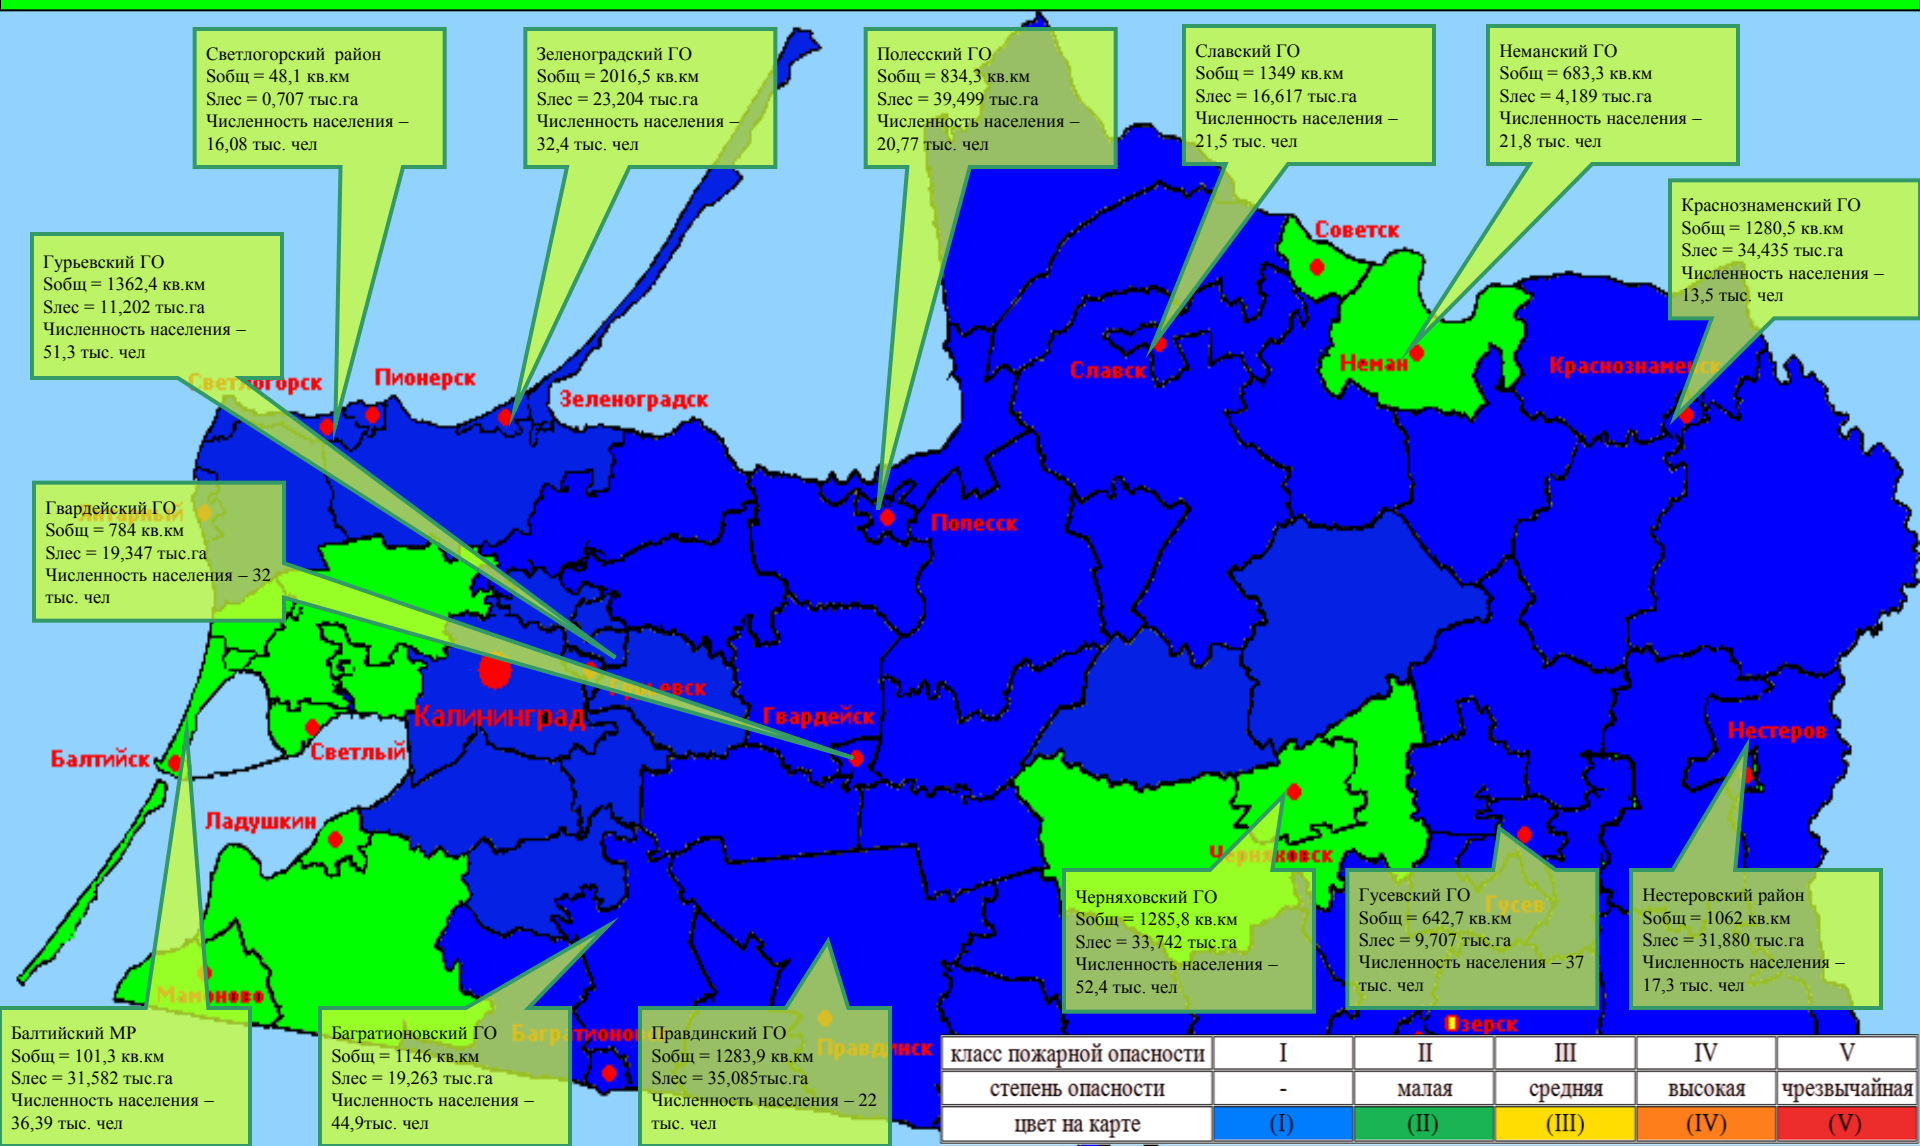 Светлогорский район
Sобщ = 48,1 кв.км
Sлес = 0,707 тыс.га
Численность населения –
16,08 тыс. чел
Зеленоградский ГО
Sобщ = 2016,5 кв.км
Sлес = 23,204 тыс.га
Численность населения –
32,4 тыс. чел
Полесский ГО
Sобщ = 834,3 кв.км
Sлес = 39,499 тыс.га
Численность населения –
20,77 тыс. чел
Славский ГО
Sобщ = 1349 кв.км
Sлес = 16,617 тыс.га
Численность населения –
21,5 тыс. чел
Неманский ГО
Sобщ = 683,3 кв.км
Sлес = 4,189 тыс.га
Численность населения –
21,8 тыс. чел
Краснознаменский ГО
Sобщ = 1280,5 кв.км
Sлес = 34,435 тыс.га
Численность населения –
13,5 тыс. чел
Гурьевский ГО
Sобщ = 1362,4 кв.км
Sлес = 11,202 тыс.га
Численность населения –
51,3 тыс. чел
Советск
Неман
Славск
Краснознаменск
Светлогорск
Пионерск
Зеленоградск
Гвардейский ГО
Sобщ = 784 кв.км
Sлес = 19,347 тыс.га
Численность населения – 32
тыс. чел
Янтарный
Полесск
Гурьевск
Калининград
Гвардейск
Нестеров
Балтийск
Светлый
Ладушкин
Черняховск
Мамоново
Гусев
Озерск
Багратионовск
Правдинск
Черняховский ГО
Sобщ = 1285,8 кв.км
Sлес = 33,742 тыс.га
Численность населения –
52,4 тыс. чел
Гусевский ГО
Sобщ = 642,7 кв.км
Sлес = 9,707 тыс.га
Численность населения – 37
тыс. чел
Нестеровский район
Sобщ = 1062 кв.км
Sлес = 31,880 тыс.га
Численность населения –
17,3 тыс. чел
Балтийский МР
Sобщ = 101,3 кв.км
Sлес = 31,582 тыс.га
Численность населения –
36,39 тыс. чел
Багратионовский ГО
Sобщ = 1146 кв.км
Sлес = 19,263 тыс.га
Численность населения –
44,9тыс. чел
Правдинский ГО
Sобщ = 1283,9 кв.км
Sлес = 35,085тыс.га
Численность населения – 22
тыс. чел
класс пожарной опасности I II III IV V
степень опасности - малая средняя высокая чрезвычайная
цвет на карте (I) (II) (III) (IV) (V)